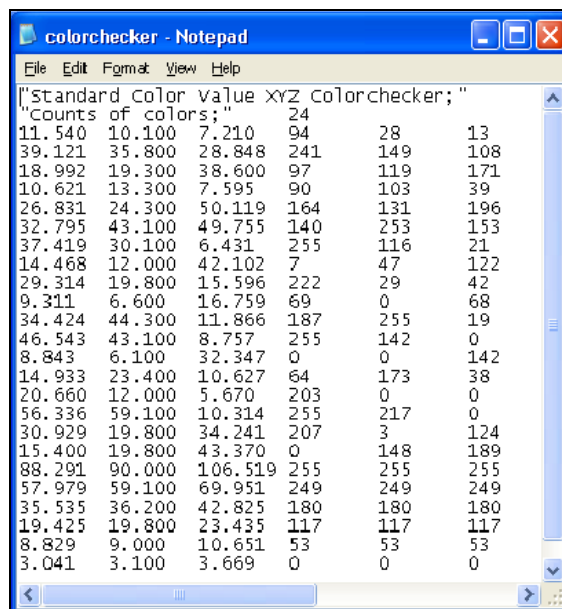 colorchecker - Notepad
File Edit Format View Help
"Standard Color Value XYZ Colorchecker;"
"Counts of colors;" 24
11.540 10.100 7.210 94 28 13
39.121 35.800 28.848 241 149 108
18.992 19.300 38.600 97 119 171
10.621 13.300 7.595 90 103 39
26.831 24.300 50.119 164 131 196
32.795 43.100 49.755 140 253 153
37.419 30.100 6.431 255 116 21
14.468 12.000 42.102 7 47 122
29.314 19.800 15.596 222 29 42
9.311 6.600 16.759 69 0 68
34.424 44.300 11.866 187 255 19
46.543 43.100 8.757 255 142 0
8.843 6.100 32.347 0 0 142
14.933 23.400 10.627 64 173 38
20.660 12.000 5.670 203 0 0
56.336 59.100 10.314 255 217 0
30.929 19.800 34.241 207 3 124
15.400 19.800 43.370 0 148 189
88.291 90.000 106.519 255 255 255
57.979 59.100 69.951 249 249 249
35.535 36.200 42.825 180 180 180
19.425 19.800 23.435 117 117 117
8.829 9.000 10.651 53 53 53
3.041 3.100 3.669 0 0 0